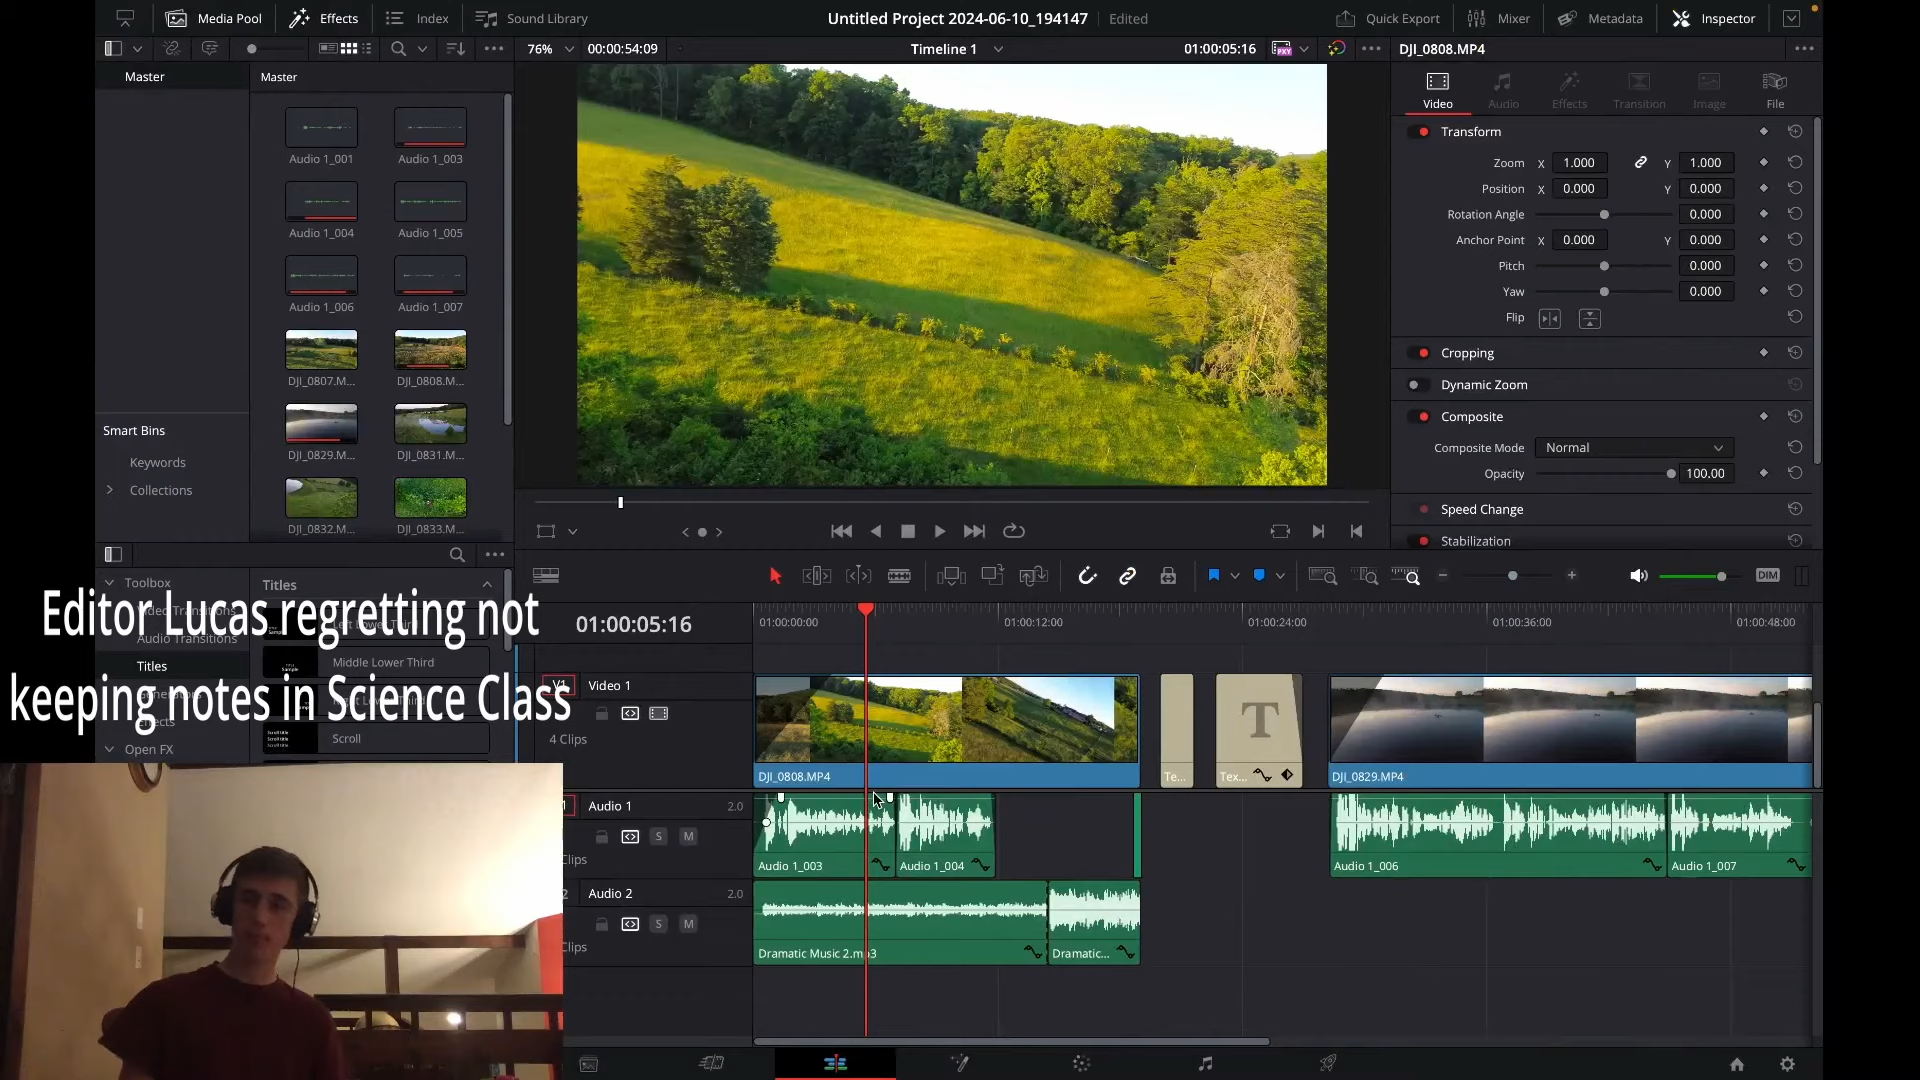 Media Pool
Effects
Index
Sound Library
Untitled Project 2024-06-10_194147
Edited
Quick Export
Mixer
Metadata
Inspector
76%
00:00:54:09
Timeline 1
01:00:05:16
DJI_0808.MP4
Master
Master
Audio 1_001
Audio 1_003
Audio 1_004
Audio 1_005
Audio 1_006
Audio 1_007
DJI_0807.M...
DJI_0808.M...
DJI_0829.M...
DJI_0831.M...
DJI_0832.M...
DJI_0833.M...
Smart Bins
Keywords
Collections
Video
Audio
Effects
Transition
Image
File
Transform
Zoom X 1.000 Y 1.000
Position X 0.000 Y 0.000
Rotation Angle 0.000
Anchor Point X 0.000 Y 0.000
Pitch 0.000
Yaw 0.000
Flip
Cropping
Dynamic Zoom
Composite
Composite Mode Normal
Opacity 100.00
Speed Change
Stabilization
Toolbox
Video Transitions
Audio Transitions
Titles
Open FX
Titles
Middle Lower Third
Scroll
Editor Lucas regretting not
keeping notes in Science Class
DIM
01:00:05:16
01:00:00:00
01:00:12:00
01:00:24:00
01:00:36:00
01:00:48:00
V1 Video 1
4 Clips
DJI_0808.MP4
Te...
T
Tex...
DJI_0829.MP4
Audio 1 2.0
S M
Clips
Audio 1_003
Audio 1_004
Audio 1_006
Audio 1_007
Audio 2 2.0
S M
Clips
Dramatic Music 2.mp3
Dramatic...